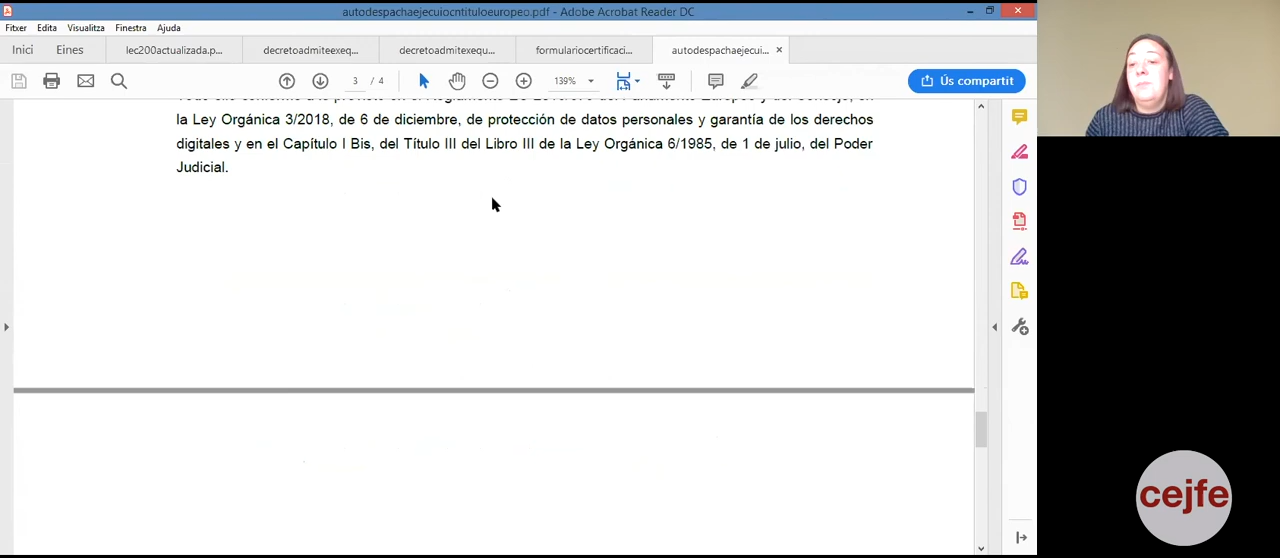 autodespachaejecuiocntituloeuropeo.pdf - Adobe Acrobat Reader DC
Fitxer Edita Visualitza Finestra Ajuda
Inici Eines lec200actualizada.p... decretoadmiteexeq... decretoadmitexequ... formulariocertificaci... autodespachaejecui... ×
3 / 4 139% Ús compartit
la Ley Orgánica 3/2018, de 6 de diciembre, de protección de datos personales y garantía de los derechos
digitales y en el Capítulo I Bis, del Título III del Libro III de la Ley Orgánica 6/1985, de 1 de julio, del Poder
Judicial.
cejfe